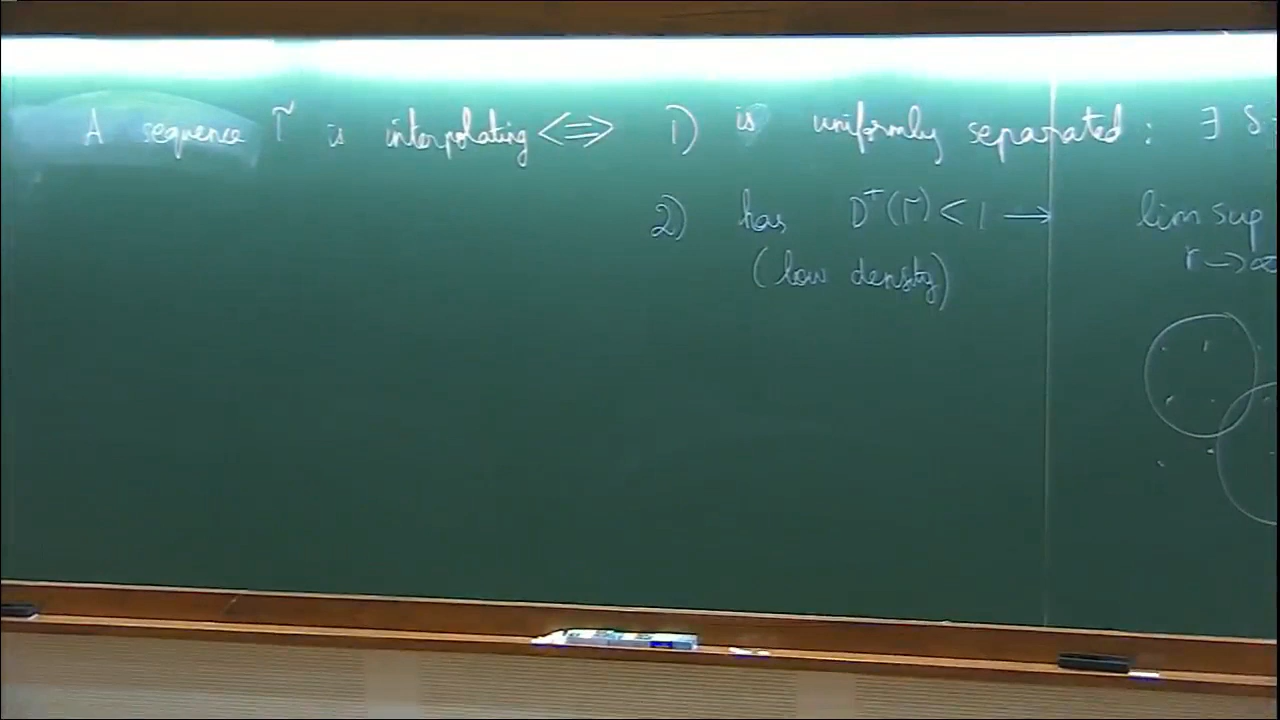 A sequence Γ is interpolating <=> 1) is uniformly separated : ∃ δ
2) has D⁺(Γ) < 1 → lim sup
(low density) r → ∞